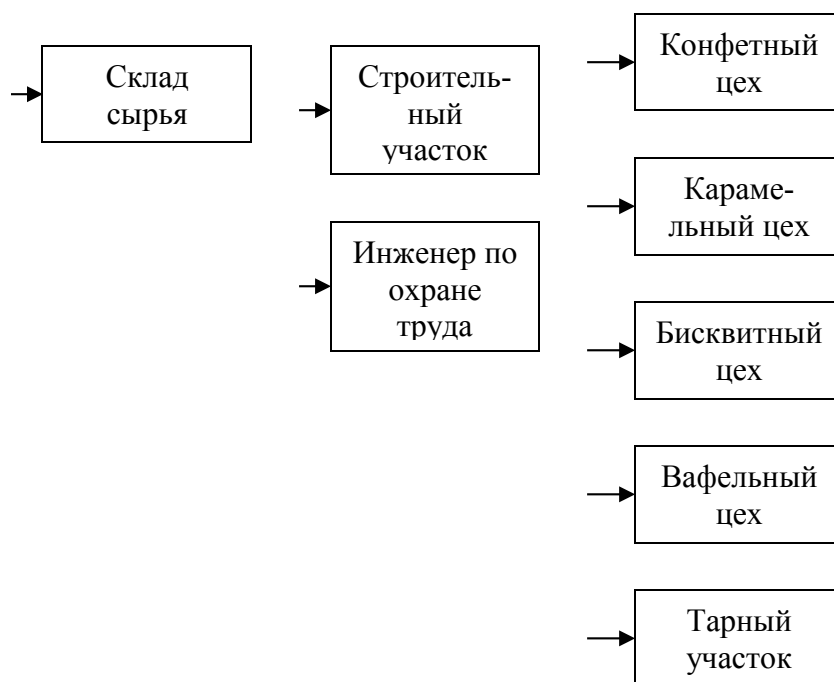 Склад
сырья
Строитель-
ный
участок
Инженер по
охране
труда
Конфетный
цех
Караме-
льный цех
Бисквитный
цех
Вафельный
цех
Тарный
участок